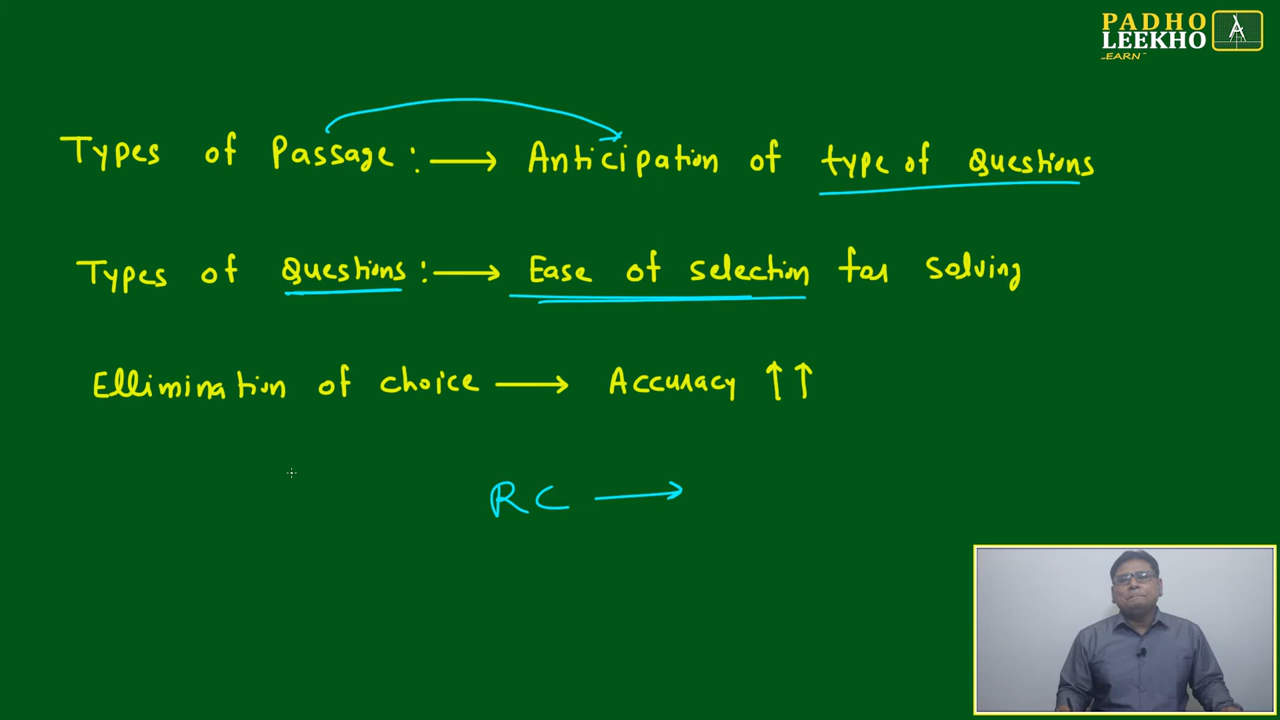 PADHO
LEEKHO
EARN
Types of Passage: → Anticipation of type of Questions
Types of Questions: → Ease of selection for solving
Ellimination of choice → Accuracy ↑↑
RC →